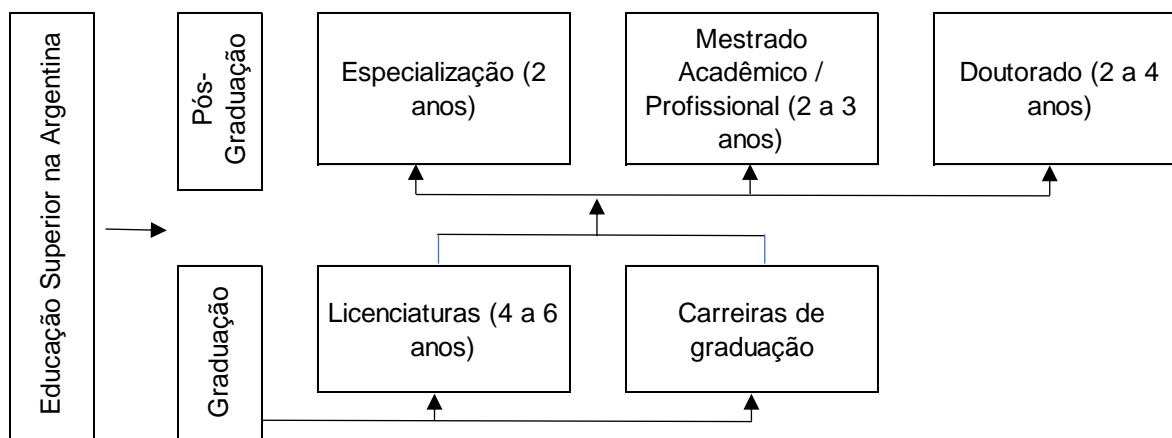 Educação Superior na Argentina
Pós-
Graduação
Especialização (2
anos)
Mestrado
Acadêmico /
Profissional (2 a 3
anos)
Doutorado (2 a 4
anos)
Graduação
Licenciaturas (4 a 6
anos)
Carreiras de
graduação